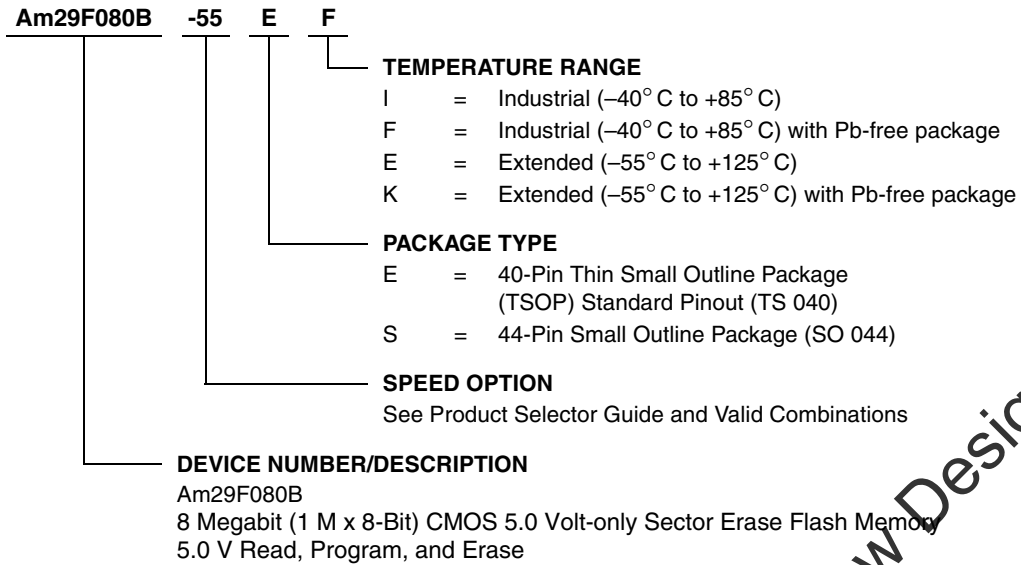 Am29F080B -55 E F
TEMPERATURE RANGE
I = Industrial (–40° C to +85° C)
F = Industrial (–40° C to +85° C) with Pb-free package
E = Extended (–55° C to +125° C)
K = Extended (–55° C to +125° C) with Pb-free package
PACKAGE TYPE
E = 40-Pin Thin Small Outline Package
(TSOP) Standard Pinout (TS 040)
S = 44-Pin Small Outline Package (SO 044)
SPEED OPTION
See Product Selector Guide and Valid Combinations
DEVICE NUMBER/DESCRIPTION
Am29F080B
8 Megabit (1 M x 8-Bit) CMOS 5.0 Volt-only Sector Erase Flash Memory
5.0 V Read, Program, and Erase